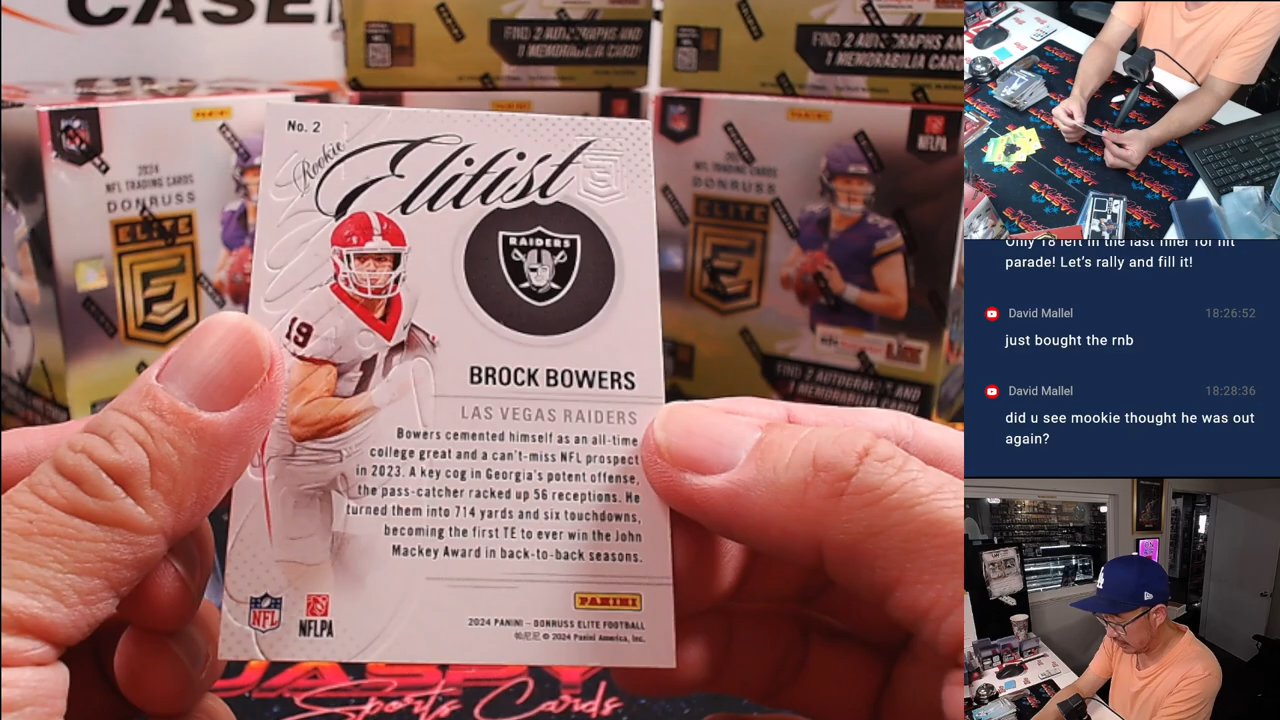 CASE
FIND 2 AUTOGRAPHS AND
1 MEMORABILIA CARD!
FIND 2 AUTOGRAPHS AND
1 MEMORABILIA CARD
PANINI
2024
NFL TRADING CARDS
DONRUSS
ELITE
E
PANINI
NFLPA
NFL TRADING CARDS
DONRUSS
ELITE
E
FIND 2 AUTOGRAPHS AND
No. 2
Rookie
Elitist
RAIDERS
19
BROCK BOWERS
LAS VEGAS RAIDERS
Bowers cemented himself as an all-time
college great and a can't-miss NFL prospect
in 2023. A key cog in Georgia's potent offense,
the pass-catcher racked up 56 receptions. He
turned them into 714 yards and six touchdowns,
becoming the first TE to ever win the John
Mackey Award in back-to-back seasons.
NFL
NFLPA
PANINI
2024 PANINI – DONRUSS ELITE FOOTBALL
帕尼尼 © 2024 Panini America, Inc.
JASPY
Sports Cards
Only 18 left in the last filler for hit
parade! Let's rally and fill it!
David Mallel 18:26:52
just bought the rnb
David Mallel 18:28:36
did u see mookie thought he was out
again?
LA